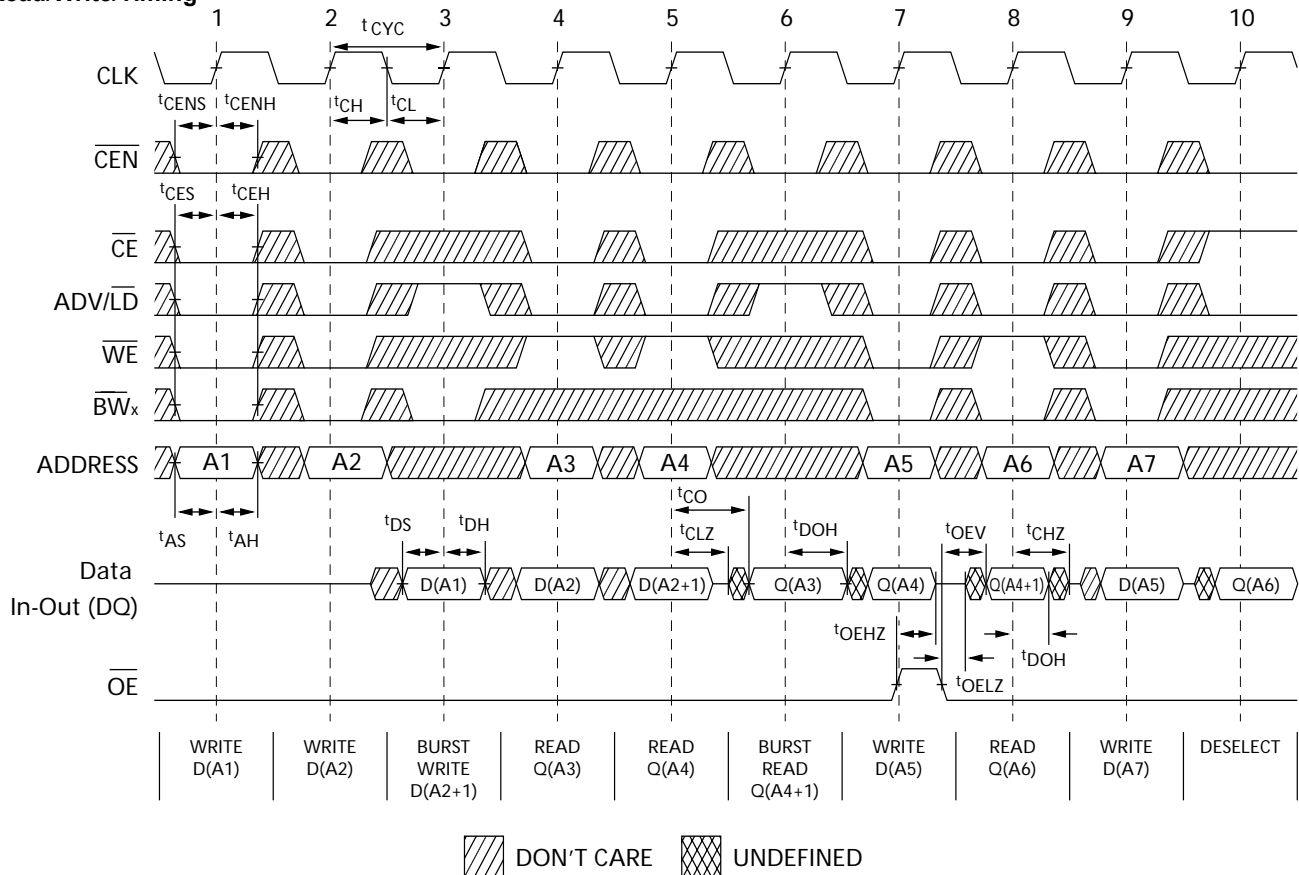 Read/Write/Timing
1 2 3 4 5 6 7 8 9 10
tCYC
CLK
tCENS tCENH tCH tCL
CEN
tCES tCEH
CE
ADV/LD
WE
BWx
ADDRESS A1 A2 A3 A4 A5 A6 A7
tAS tAH tDS tDH tCO tCLZ tDOH tOEV tCHZ
Data
In-Out (DQ)
D(A1) D(A2) D(A2+1) Q(A3) Q(A4) Q(A4+1) D(A5) Q(A6)
tOEHZ tDOH
tOELZ
OE
WRITE
D(A1)
WRITE
D(A2)
BURST
WRITE
D(A2+1)
READ
Q(A3)
READ
Q(A4)
BURST
READ
Q(A4+1)
WRITE
D(A5)
READ
Q(A6)
WRITE
D(A7)
DESELECT
DON'T CARE UNDEFINED